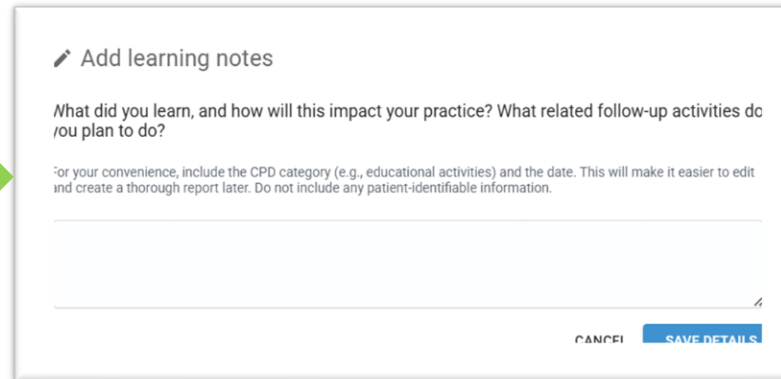 Add learning notes
What did you learn, and how will this impact your practice? What related follow-up activities do
you plan to do?
For your convenience, include the CPD category (e.g., educational activities) and the date. This will make it easier to edit
and create a thorough report later. Do not include any patient-identifiable information.
CANCEL SAVE DETAILS